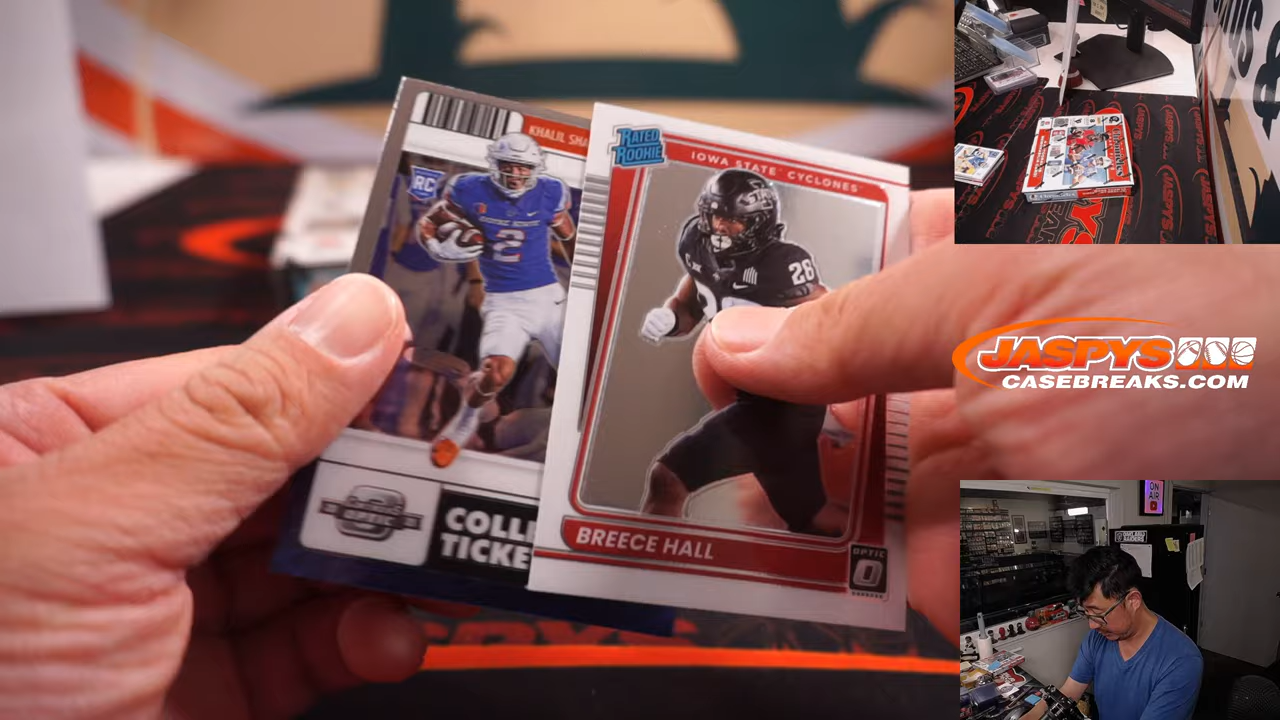 KHALIL SHA
RC
2
COLLE
TICKE
RATED
ROOKIE
IOWA STATE CYCLONES
28
BREECE HALL
OPTIC
JASPYS
CASEBREAKS.COM
ON
AIR